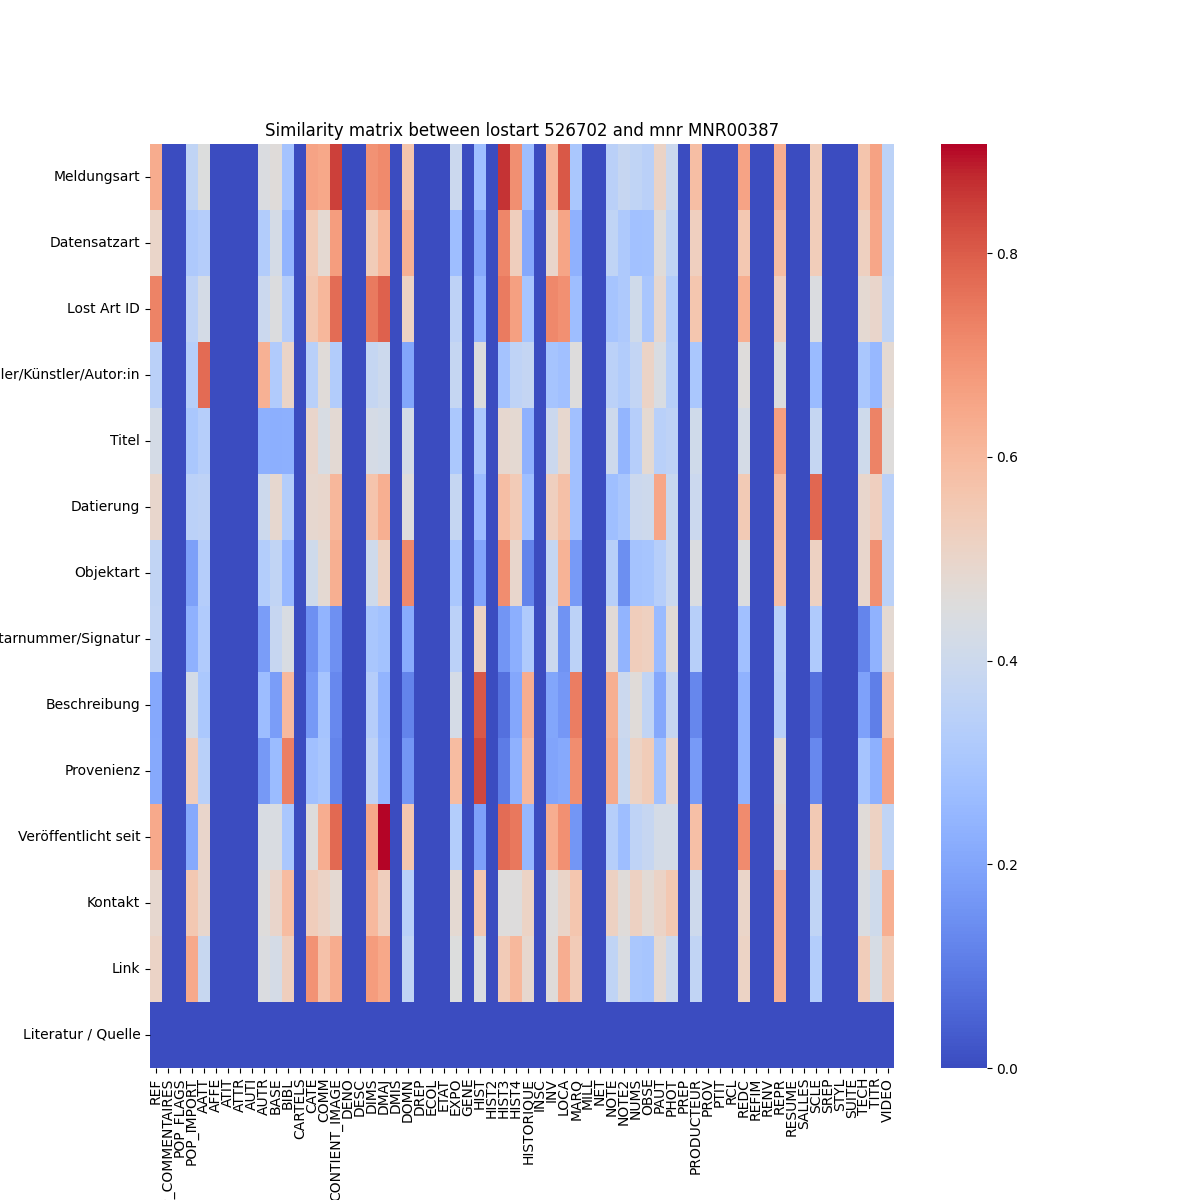 Similarity matrix between lostart 526702 and mnr MNR00387
Meldungsart
Datensatzart
Lost Art ID
ler/Künstler/Autor:in
Titel
Datierung
Objektart
tarnummer/Signatur
Beschreibung
Provenienz
Veröffentlicht seit
Kontakt
Link
Literatur / Quelle
0.8
0.6
0.4
0.2
0.0
REF
_COMMENTAIRES
POP_FLAGS
POP_IMPORT
AATT
AFFE
ATIT
ATTR
AUTI
AUTR
BASE
BIBL
CARTELS
CATE
COMM
CONTIENT_IMAGE
DENO
DESC
DIMS
DMAJ
DMIS
DOMN
DREP
ECOL
ETAT
EXPO
GENE
HIST
HIST2
HIST3
HIST4
HISTORIQUE
INSC
INV
LOCA
MARQ
MILL
NET
NOTE
NOTE2
NUMS
OBSE
PAUT
PHOT
PREP
PRODUCTEUR
PROV
PTIT
RCL
REDC
REFIM
RENV
REPR
RESUME
SALLES
SCLE
SREP
STYL
SUITE
TECH
TITR
VIDEO